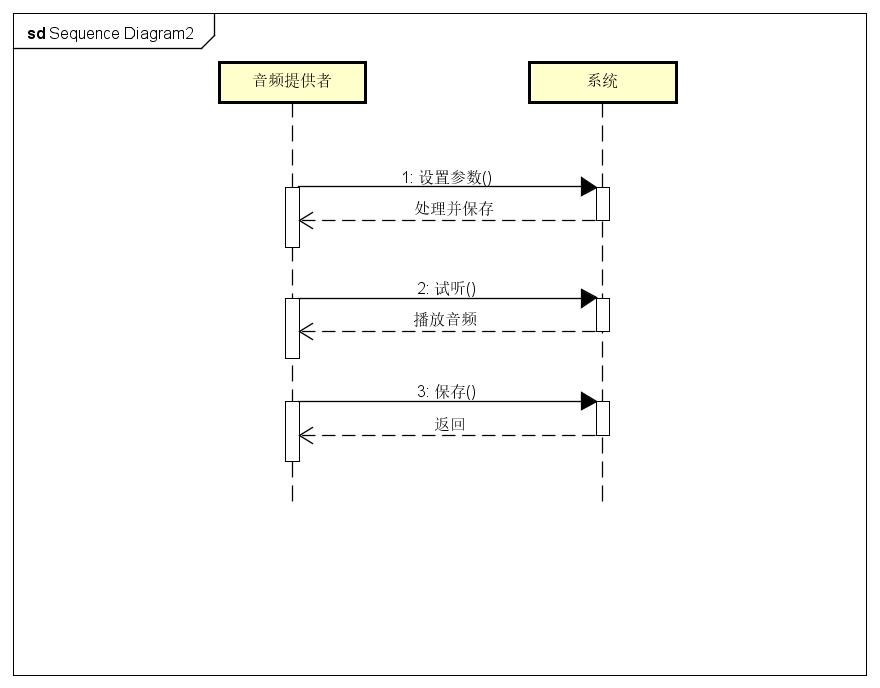 sd Sequence Diagram2
音频提供者
系统
1: 设置参数()
处理并保存
2: 试听()
播放音频
3: 保存()
返回